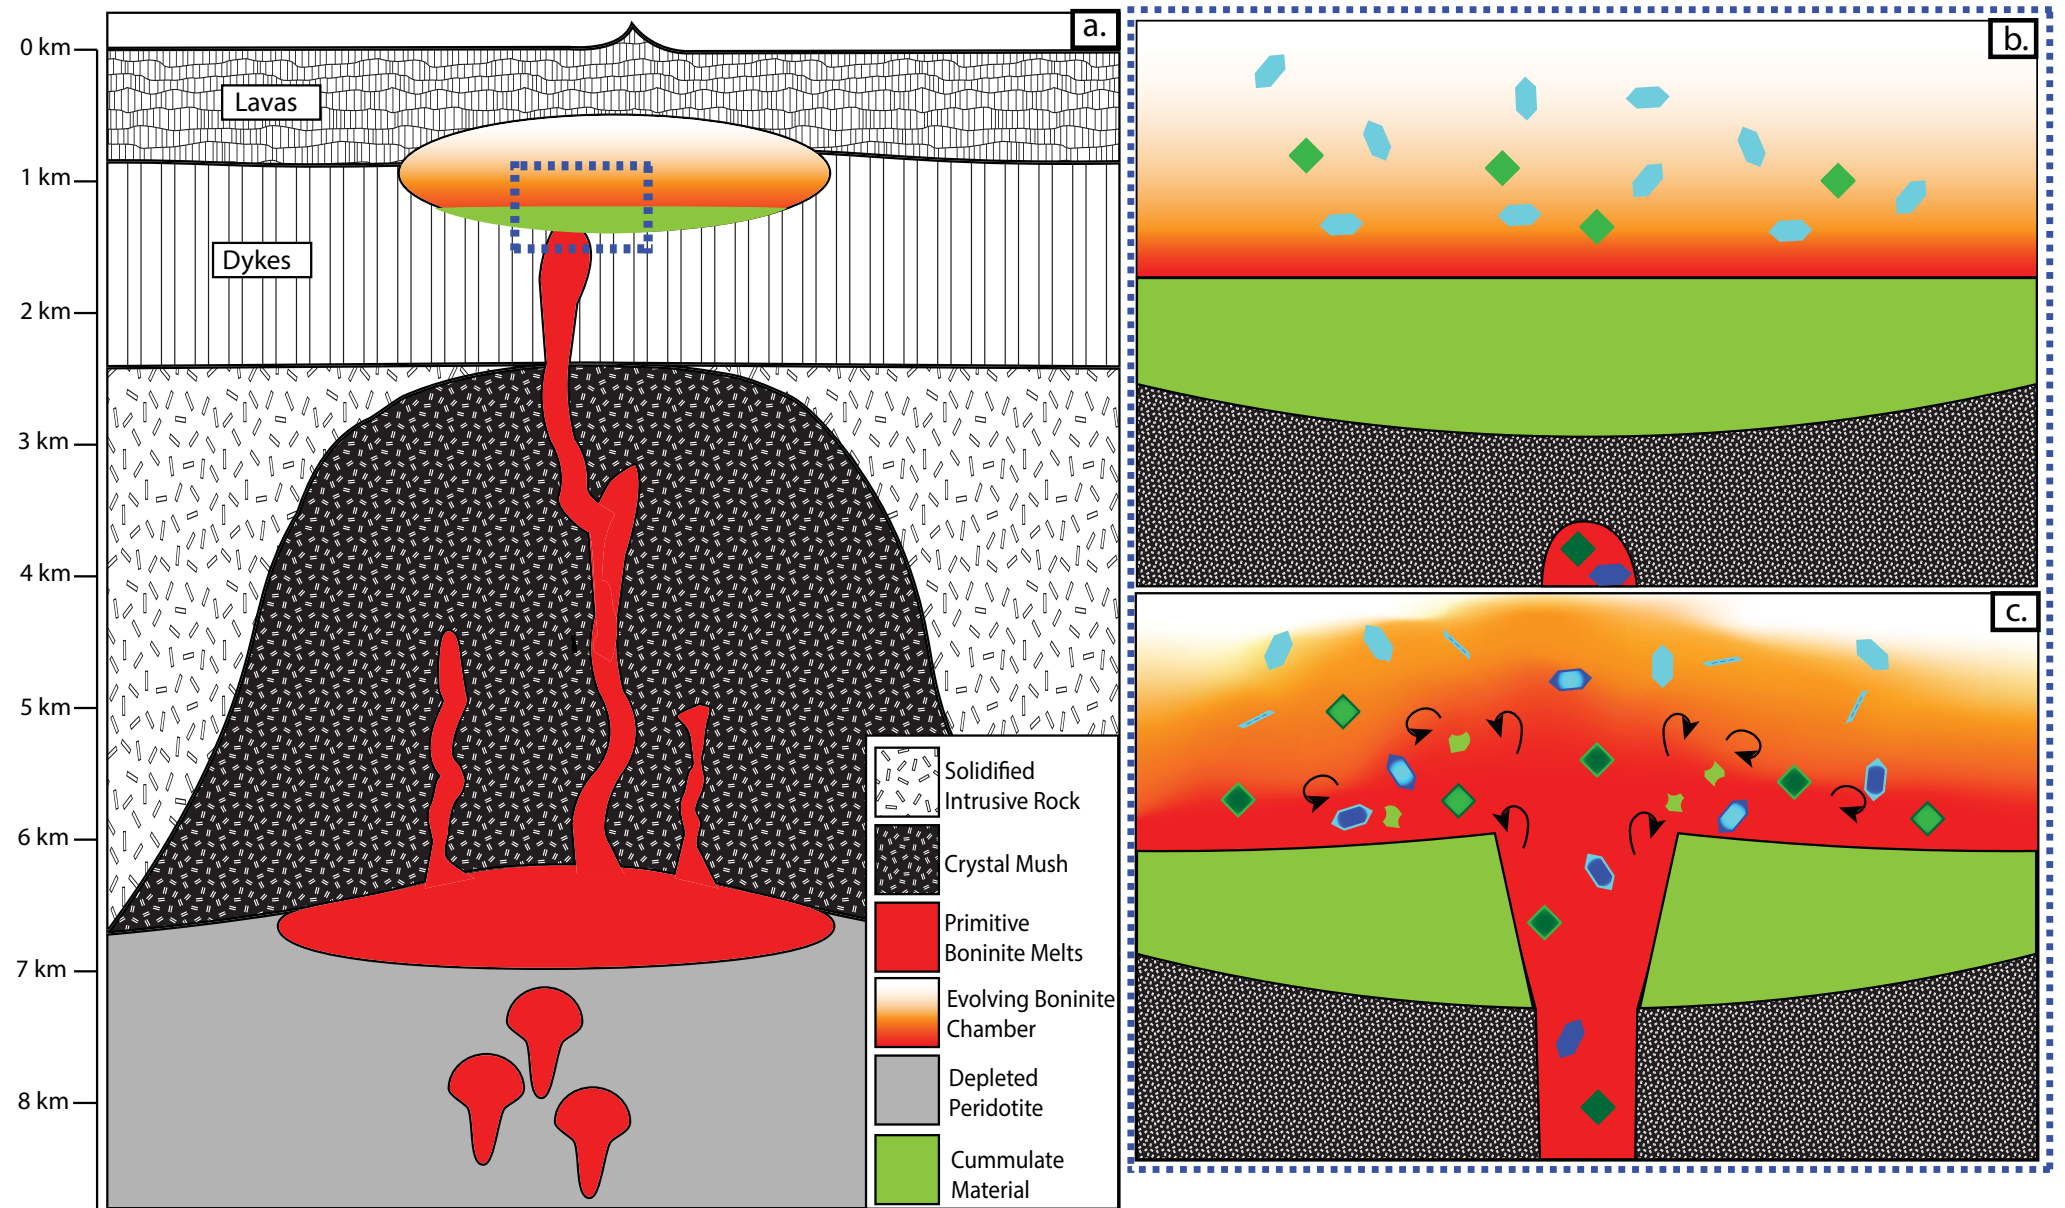 a.
0 km
Lavas
1 km
Dykes
2 km
3 km
4 km
5 km
6 km
7 km
8 km
Solidified
Intrusive Rock
Crystal Mush
Primitive
Boninite Melts
Evolving Boninite
Chamber
Depleted
Peridotite
Cummulate
Material
b.
c.